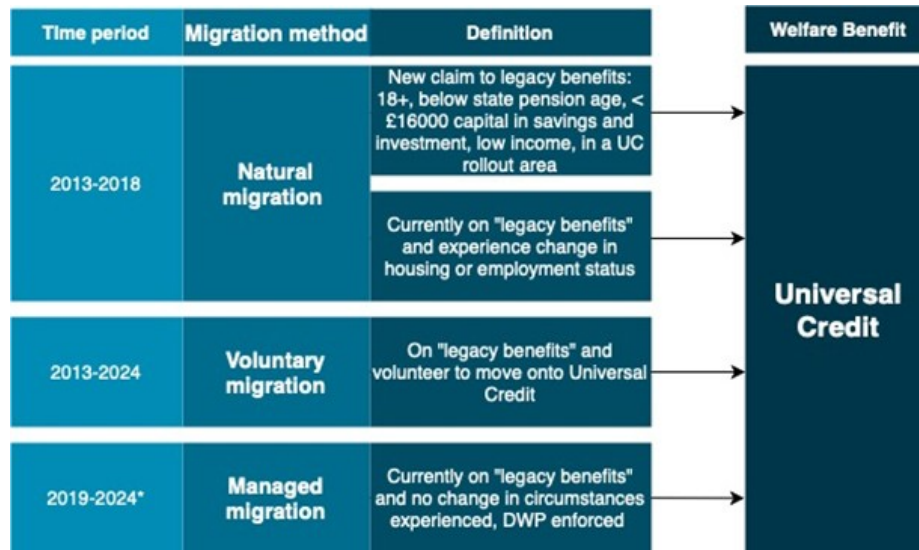 Time period
Migration method
Definition
Welfare Benefit
2013-2018
Natural
migration
New claim to legacy benefits:
18+, below state pension age, <
£16000 capital in savings and
investment, low income, in a UC
rollout area
Currently on "legacy benefits"
and experience change in
housing or employment status
2013-2024
Voluntary
migration
On "legacy benefits" and
volunteer to move onto Universal
Credit
2019-2024*
Managed
migration
Currently on "legacy benefits"
and no change in circumstances
experienced, DWP enforced
Universal
Credit